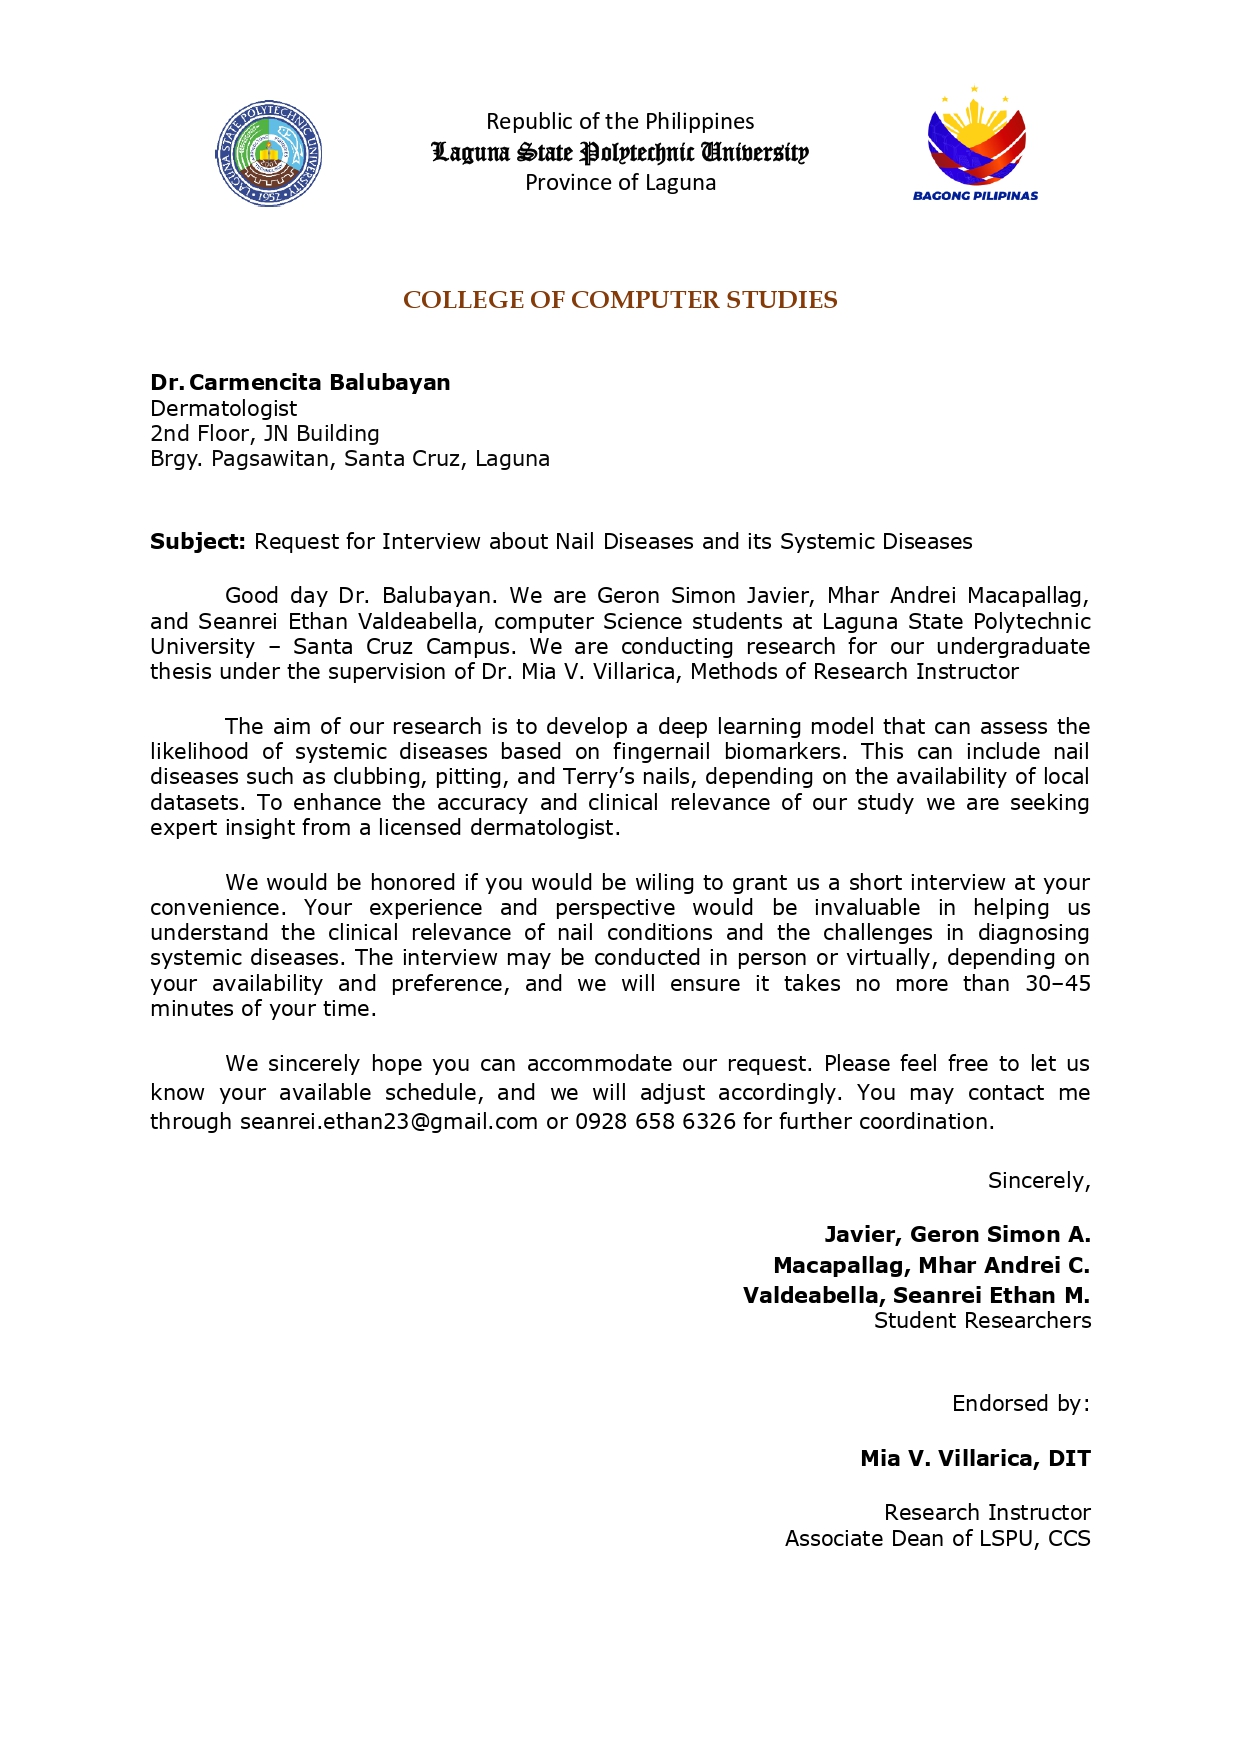 LAGUNA STATE POLYTECHNIC UNIVERSITY
1952
Republic of the Philippines
Laguna State Polytechnic University
Province of Laguna
BAGONG PILIPINAS
COLLEGE OF COMPUTER STUDIES
Dr. Carmencita Balubayan
Dermatologist
2nd Floor, JN Building
Brgy. Pagsawitan, Santa Cruz, Laguna
Subject: Request for Interview about Nail Diseases and its Systemic Diseases
Good day Dr. Balubayan. We are Geron Simon Javier, Mhar Andrei Macapallag,
and Seanrei Ethan Valdeabella, computer Science students at Laguna State Polytechnic
University – Santa Cruz Campus. We are conducting research for our undergraduate
thesis under the supervision of Dr. Mia V. Villarica, Methods of Research Instructor
The aim of our research is to develop a deep learning model that can assess the
likelihood of systemic diseases based on fingernail biomarkers. This can include nail
diseases such as clubbing, pitting, and Terry’s nails, depending on the availability of local
datasets. To enhance the accuracy and clinical relevance of our study we are seeking
expert insight from a licensed dermatologist.
We would be honored if you would be wiling to grant us a short interview at your
convenience. Your experience and perspective would be invaluable in helping us
understand the clinical relevance of nail conditions and the challenges in diagnosing
systemic diseases. The interview may be conducted in person or virtually, depending on
your availability and preference, and we will ensure it takes no more than 30–45
minutes of your time.
We sincerely hope you can accommodate our request. Please feel free to let us
know your available schedule, and we will adjust accordingly. You may contact me
through seanrei.ethan23@gmail.com or 0928 658 6326 for further coordination.
Sincerely,
Javier, Geron Simon A.
Macapallag, Mhar Andrei C.
Valdeabella, Seanrei Ethan M.
Student Researchers
Endorsed by:
Mia V. Villarica, DIT
Research Instructor
Associate Dean of LSPU, CCS